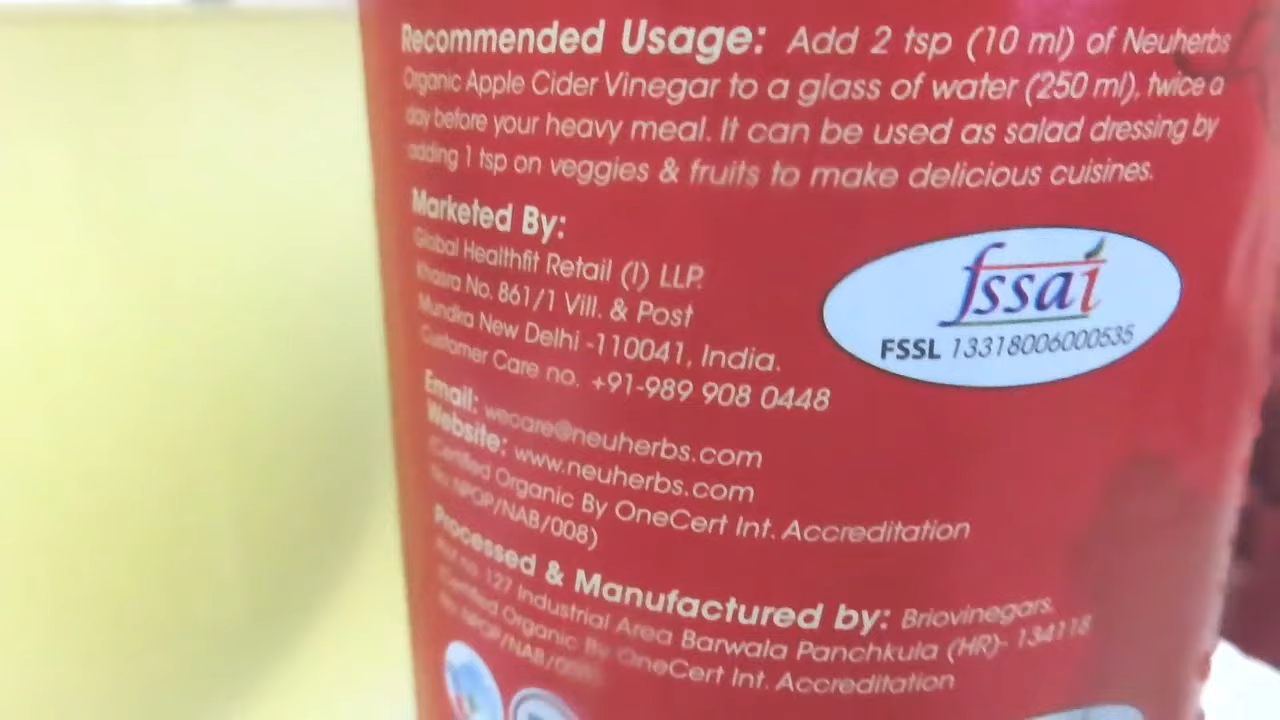 Recommended Usage: Add 2 tsp (10 ml) of Neuherbs
Organic Apple Cider Vinegar to a glass of water (250 ml), twice a
day before your heavy meal. It can be used as salad dressing by
adding 1 tsp on veggies & fruits to make delicious cuisines.
Marketed By:
Global Healthfit Retail (I) LLP.
Khasra No. 861/1 Vill. & Post
Mundka New Delhi -110041, India.
Customer Care no. +91-989 908 0448
Email: wecare@neuherbs.com
Website: www.neuherbs.com
Certified Organic By OneCert Int. Accreditation
No. NPOP/NAB/008)
fssai
FSSL 13318006000535
Processed & Manufactured by: Briovinegars,
127 Industrial Area Barwala Panchkula (HR)- 134118
Certified Organic By OneCert Int. Accreditation
No. NPOP/NAB/